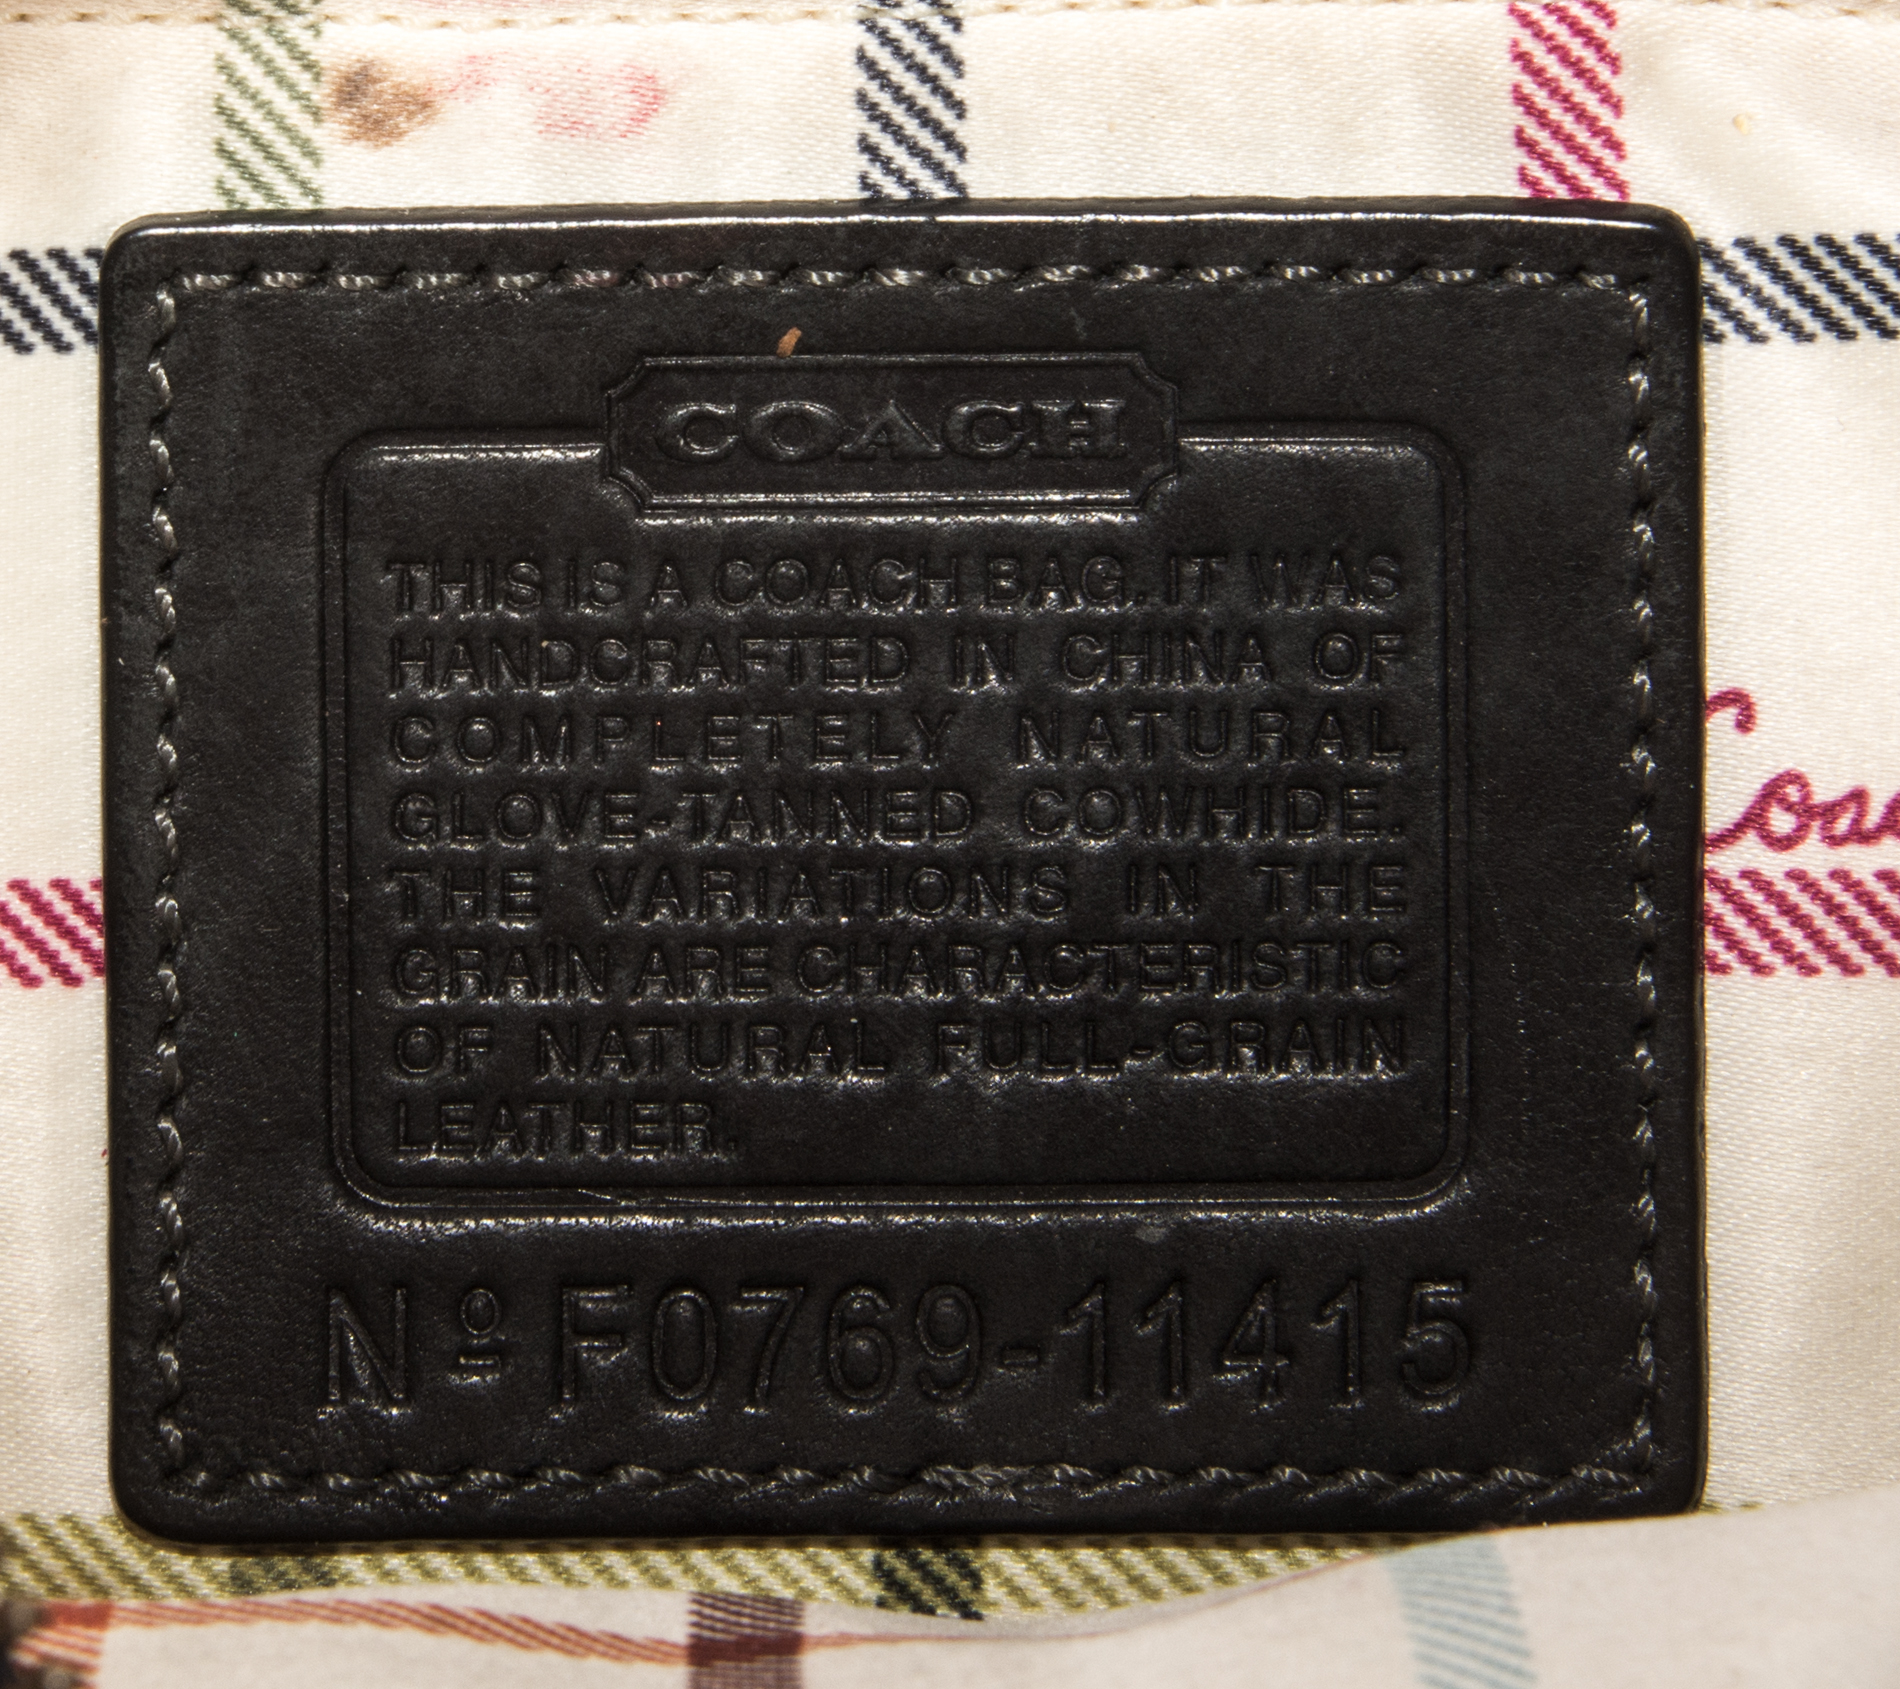 COACH
THIS IS A COACH BAG. IT WAS
HANDCRAFTED IN CHINA OF
COMPLETELY NATURAL
GLOVE-TANNED COWHIDE.
THE VARIATIONS IN THE
GRAIN ARE CHARACTERISTIC
OF NATURAL FULL-GRAIN
LEATHER.
Nº F0769-11415